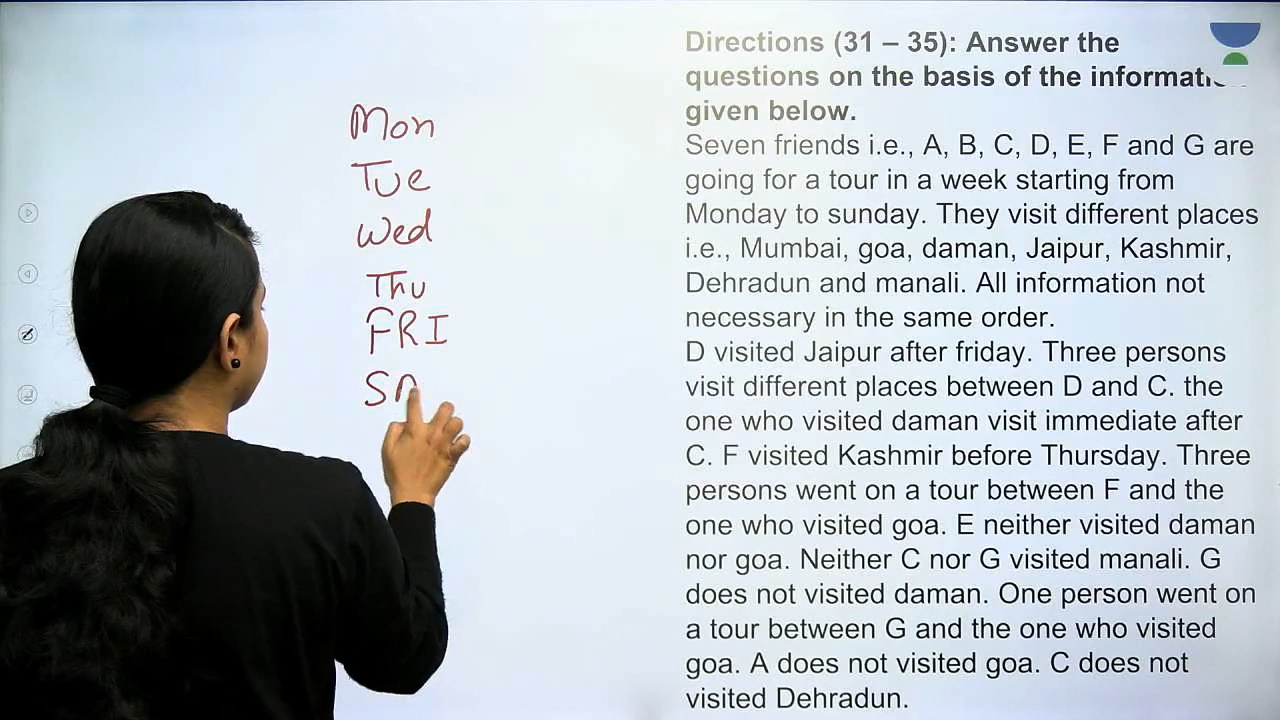 Mon
Tue
Wed
Thu
FRI
Directions (31 – 35): Answer the
questions on the basis of the
given below.
Seven friends i.e., A, B, C, D, E, F and G are
going for a tour in a week starting from
Monday to sunday. They visit different places
i.e., Mumbai, goa, daman, Jaipur, Kashmir,
Dehradun and manali. All information not
necessary in the same order.
D visited Jaipur after friday. Three persons
visit different places between D and C. the
one who visited daman visit immediate after
C. F visited Kashmir before Thursday. Three
persons went on a tour between F and the
one who visited goa. E neither visited daman
nor goa. Neither C nor G visited manali. G
does not visited daman. One person went on
a tour between G and the one who visited
goa. A does not visited goa. C does not
visited Dehradun.